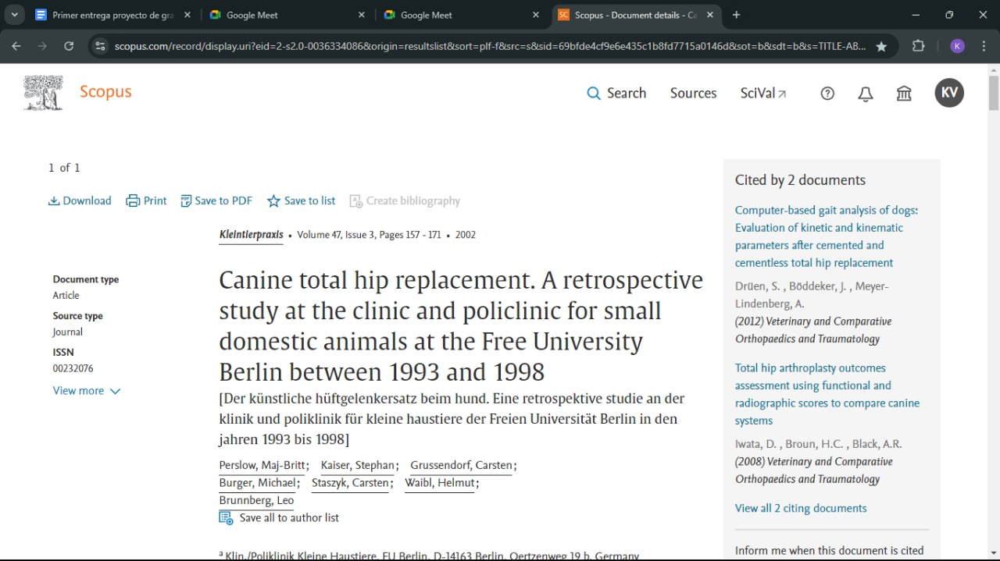 Primer entrega proyecto de gra
Google Meet
Google Meet
SC Scopus - Document details - Ca
scopus.com/record/display.uri?eid=2-s2.0-0036334086&origin=resultslist&sort=plf-f&src=s&sid=69bfde4cf9e6e435c1b8fd7715a0146d&sot=b&sdt=b&s=TITLE-AB...
K
Scopus
Search
Sources
SciVal
KV
1 of 1
Download
Print
Save to PDF
Save to list
Create bibliography
Kleintierpraxis • Volume 47, Issue 3, Pages 157 - 171 • 2002
Document type
Article
Source type
Journal
ISSN
00232076
View more
Canine total hip replacement. A retrospective
study at the clinic and policlinic for small
domestic animals at the Free University
Berlin between 1993 and 1998
[Der künstliche hüftgelenkersatz beim hund. Eine retrospektive studie an der
klinik und poliklinik für kleine haustiere der Freien Universität Berlin in den
jahren 1993 bis 1998]
Perslow, Maj-Britt; Kaiser, Stephan; Grussendorf, Carsten;
Burger, Michael; Staszyk, Carsten; Waibl, Helmut;
Brunnberg, Leo
Save all to author list
a Klin./Poliklinik Kleine Haustiere, FU Berlin, D-14163 Berlin, Oertzenweg 19 b, Germany
Cited by 2 documents
Computer-based gait analysis of dogs:
Evaluation of kinetic and kinematic
parameters after cemented and
cementless total hip replacement
Drüen, S. , Böddeker, J. , Meyer-
Lindenberg, A.
(2012) Veterinary and Comparative
Orthopaedics and Traumatology
Total hip arthroplasty outcomes
assessment using functional and
radiographic scores to compare canine
systems
Iwata, D. , Broun, H.C. , Black, A.R.
(2008) Veterinary and Comparative
Orthopaedics and Traumatology
View all 2 citing documents
Inform me when this document is cited